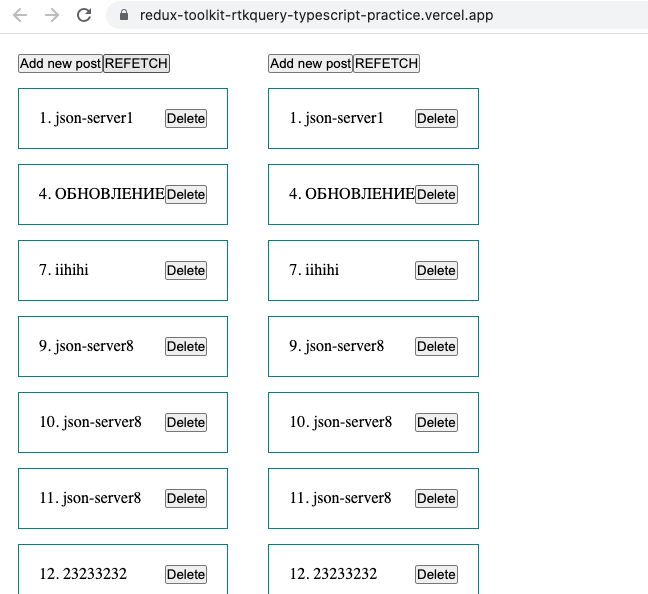 redux-toolkit-rtkquery-typescript-practice.vercel.app
Add new post REFETCH
1. json-server1 Delete
4. ОБНОВЛЕНИЕ Delete
7. iihihi Delete
9. json-server8 Delete
10. json-server8 Delete
11. json-server8 Delete
12. 23233232 Delete
Add new post REFETCH
1. json-server1 Delete
4. ОБНОВЛЕНИЕ Delete
7. iihihi Delete
9. json-server8 Delete
10. json-server8 Delete
11. json-server8 Delete
12. 23233232 Delete